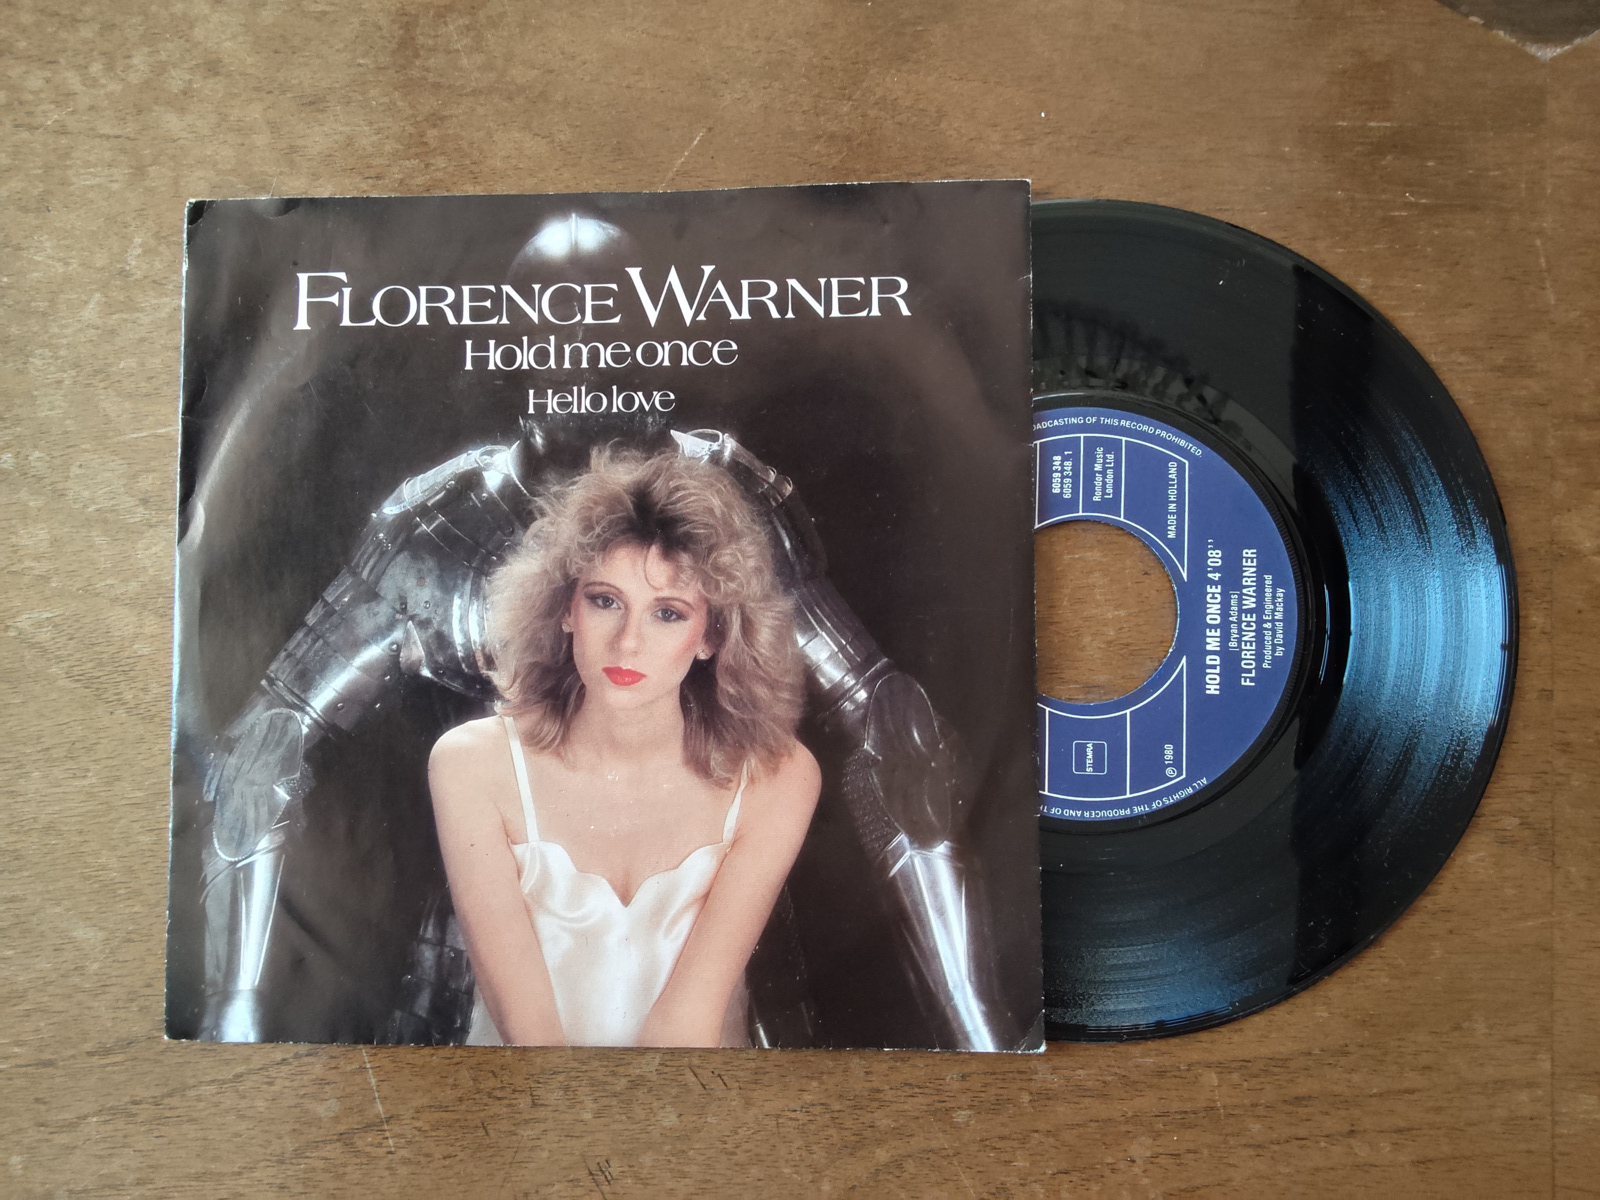 FLORENCE WARNER
Hold me once
Hello love
ADCASTING OF THIS RECORD PROHIBITED.
6059 348
6059 348. 1
Rondor Music
London Ltd.
MADE IN HOLLAND
HOLD ME ONCE 4'08''
|Bryan Adams|
FLORENCE WARNER
Produced & Engineered
by David Mackay
STEMRA
℗ 1980
ALL RIGHTS OF THE PRODUCER AND OF TH